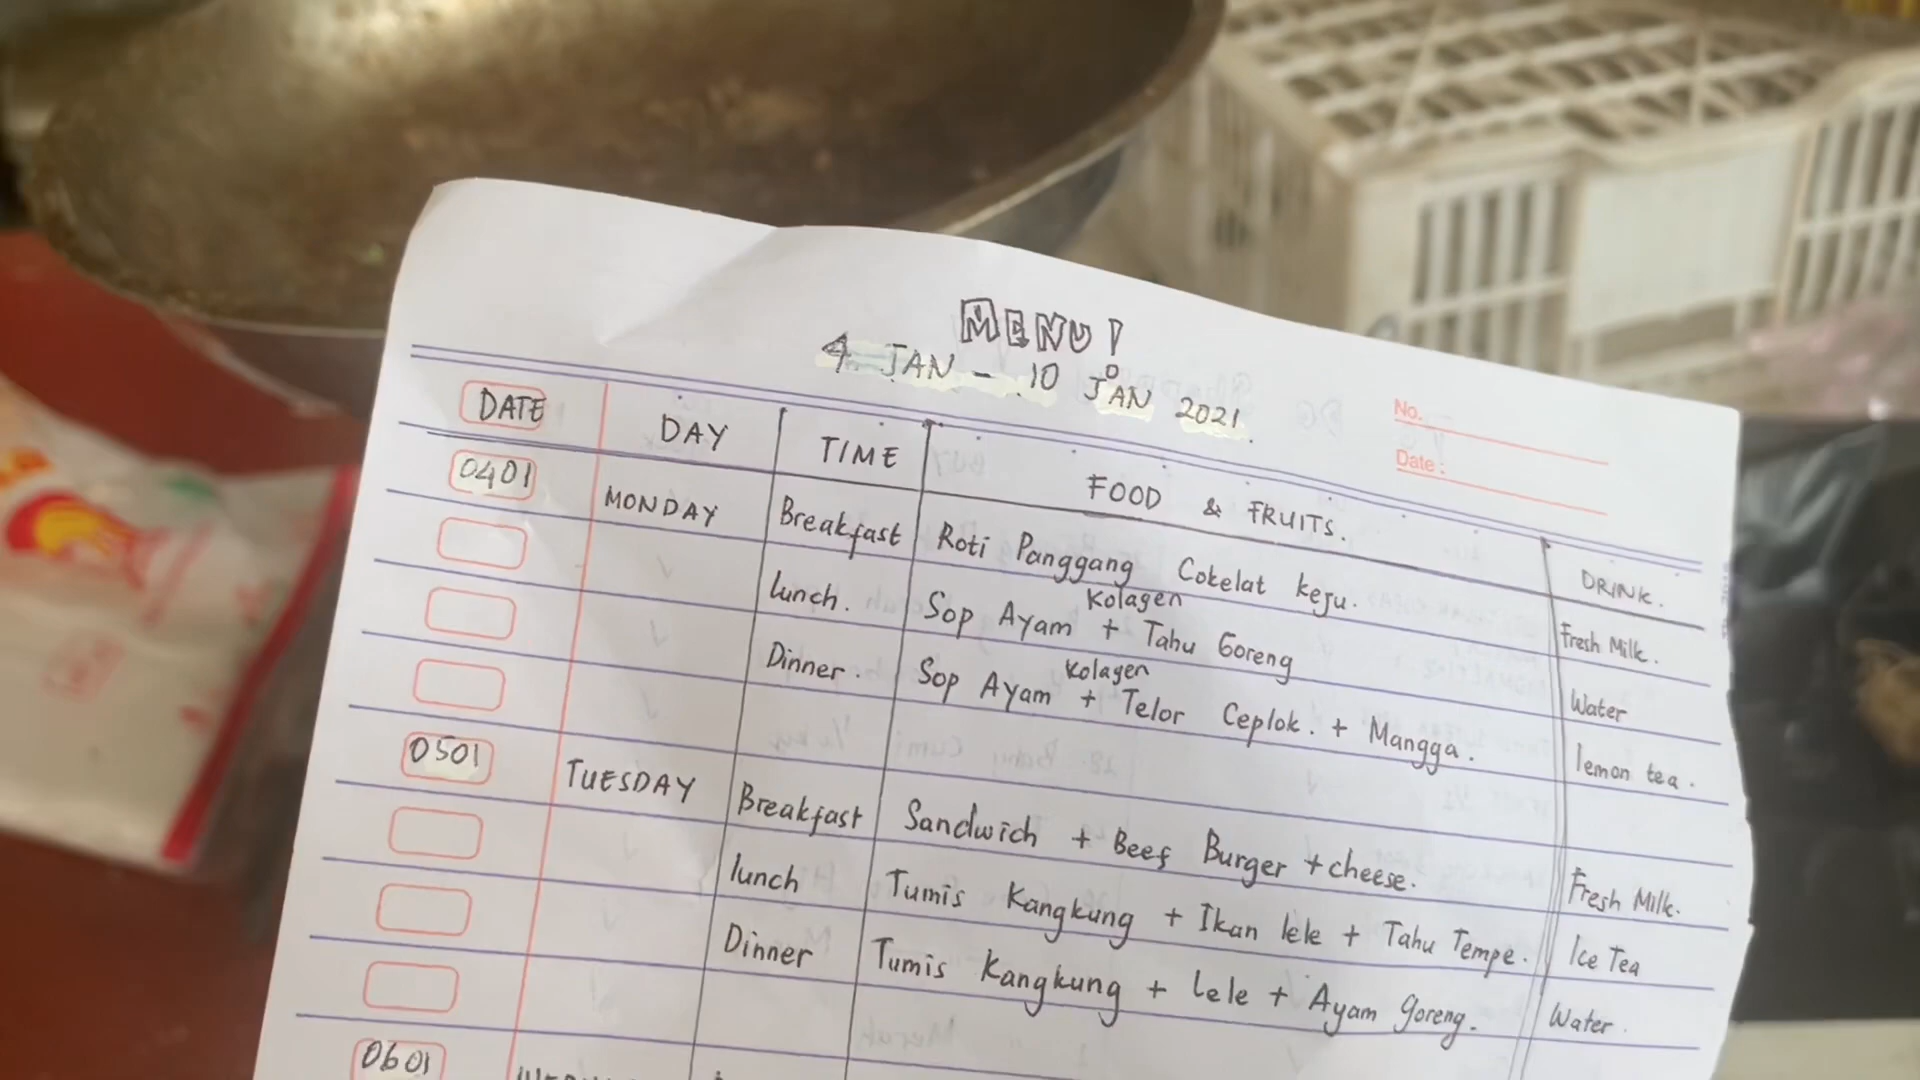 MENU!
4 JAN - 10 JAN 2021.
No.
Date:
DATE DAY TIME FOOD & FRUITS. DRINK.
0401 MONDAY Breakfast Roti Panggang Cokelat keju. Fresh Milk.
lunch. Sop Ayam Kolagen + Tahu Goreng Water
Dinner. Sop Ayam Kolagen + Telor Ceplok. + Mangga. lemon tea.
0501 TUESDAY Breakfast Sandwich + Beef Burger + cheese. Fresh Milk.
lunch Tumis Kangkung + Ikan lele + Tahu Tempe. Ice Tea
Dinner Tumis Kangkung + lele + Ayam goreng. Water.
0601